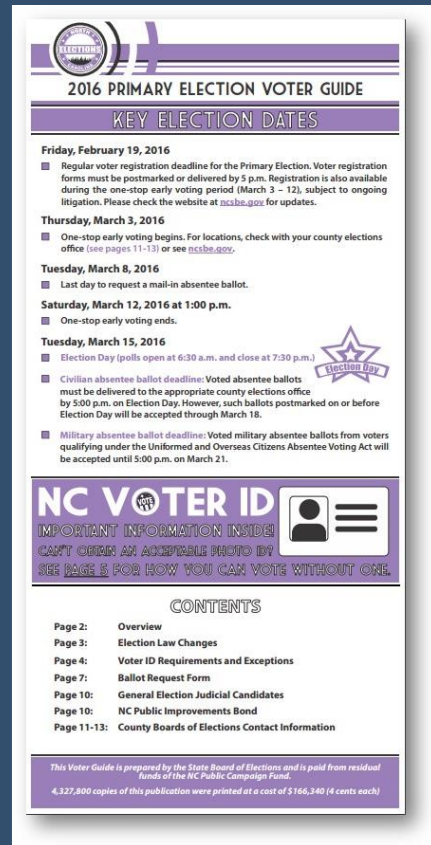 NORTH
ELECTIONS
CAROLINA
2016 PRIMARY ELECTION VOTER GUIDE
KEY ELECTION DATES
Friday, February 19, 2016
Regular voter registration deadline for the Primary Election. Voter registration
forms must be postmarked or delivered by 5 p.m. Registration is also available
during the one-stop early voting period (March 3 – 12), subject to ongoing
litigation. Please check the website at ncsbe.gov for updates.
Thursday, March 3, 2016
One-stop early voting begins. For locations, check with your county elections
office (see pages 11-13) or see ncsbe.gov.
Tuesday, March 8, 2016
Last day to request a mail-in absentee ballot.
Saturday, March 12, 2016 at 1:00 p.m.
One-stop early voting ends.
Tuesday, March 15, 2016
Election Day (polls open at 6:30 a.m. and close at 7:30 p.m.)
Election Day
Civilian absentee ballot deadline: Voted absentee ballots
must be delivered to the appropriate county elections office
by 5:00 p.m. on Election Day. However, such ballots postmarked on or before
Election Day will be accepted through March 18.
Military absentee ballot deadline: Voted military absentee ballots from voters
qualifying under the Uniformed and Overseas Citizens Absentee Voting Act will
be accepted until 5:00 p.m. on March 21.
NC VOTER ID
VOTE
IMPORTANT INFORMATION INSIDE!
CAN'T OBTAIN AN ACCEPTABLE PHOTO ID?
SEE PAGE 5 FOR HOW YOU CAN VOTE WITHOUT ONE.
CONTENTS
Page 2: Overview
Page 3: Election Law Changes
Page 4: Voter ID Requirements and Exceptions
Page 7: Ballot Request Form
Page 10: General Election Judicial Candidates
Page 10: NC Public Improvements Bond
Page 11-13: County Boards of Elections Contact Information
This Voter Guide is prepared by the State Board of Elections and is paid from residual
funds of the NC Public Campaign Fund.
4,327,800 copies of this publication were printed at a cost of $166,340 (4 cents each)